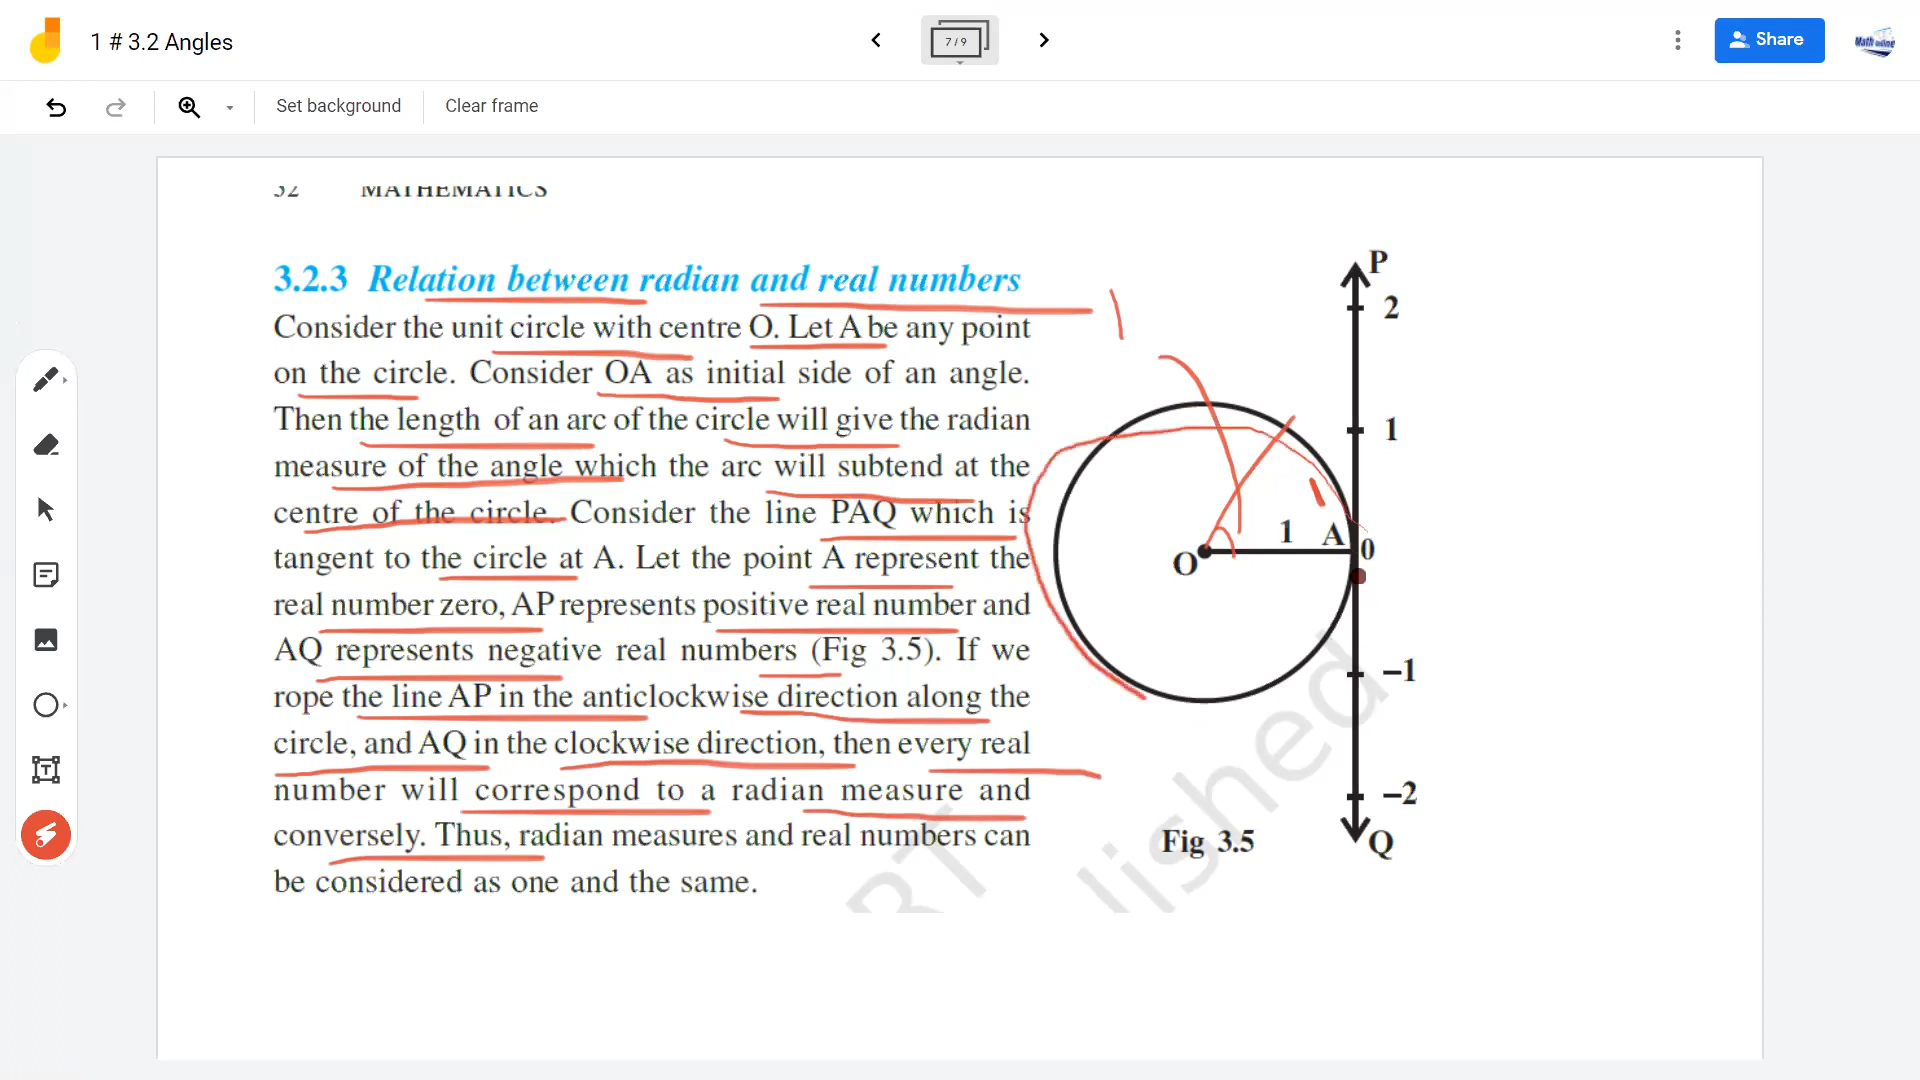 1 # 3.2 Angles
7 / 9
Share
Math online
Set background
Clear frame
32 MATHEMATICS
3.2.3 Relation between radian and real numbers
Consider the unit circle with centre O. Let A be any point
on the circle. Consider OA as initial side of an angle.
Then the length of an arc of the circle will give the radian
measure of the angle which the arc will subtend at the
centre of the circle. Consider the line PAQ which is
tangent to the circle at A. Let the point A represent the
real number zero, AP represents positive real number and
AQ represents negative real numbers (Fig 3.5). If we
rope the line AP in the anticlockwise direction along the
circle, and AQ in the clockwise direction, then every real
number will correspond to a radian measure and
conversely. Thus, radian measures and real numbers can
be considered as one and the same.
P
2
1
1 A 0
O
–1
–2
Fig 3.5
Q
RT
lished